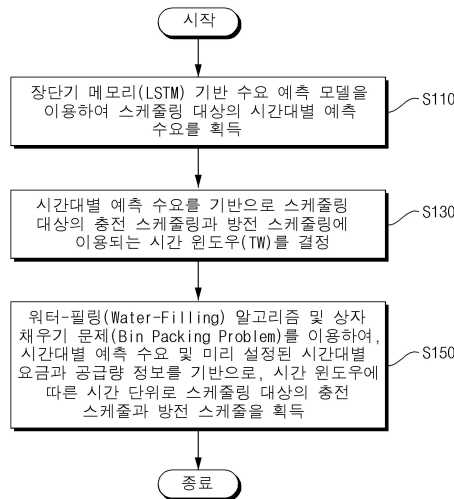 시작
장단기 메모리(LSTM) 기반 수요 예측 모델을
이용하여 스케줄링 대상의 시간대별 예측
수요를 획득
S110
시간대별 예측 수요를 기반으로 스케줄링
대상의 충전 스케줄링과 방전 스케줄링에
이용되는 시간 윈도우(TW)를 결정
S130
워터-필링(Water-Filling) 알고리즘 및 상자
채우기 문제(Bin Packing Problem)를 이용하여,
시간대별 예측 수요 및 미리 설정된 시간대별
요금과 공급량 정보를 기반으로, 시간 윈도우에
따른 시간 단위로 스케줄링 대상의 충전
스케줄과 방전 스케줄을 획득
S150
종료